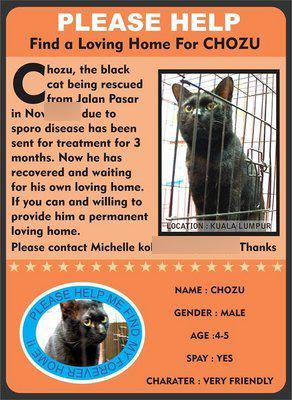 PLEASE HELP
Find a Loving Home For CHOZU
Chozu, the black
cat being rescued
from Jalan Pasar
in Nov due to
sporo disease has been
sent for treatment for 3
months. Now he has
recovered and waiting
for his own loving home.
If you can and willing to
provide him a permanent
loving home.
Please contact Michelle kol Thanks
LOCATION : KUALA LUMPUR
PLEASE HELP ME FIND MY FOREVER HOME !!
NAME : CHOZU
GENDER : MALE
AGE :4-5
SPAY : YES
CHARATER : VERY FRIENDLY